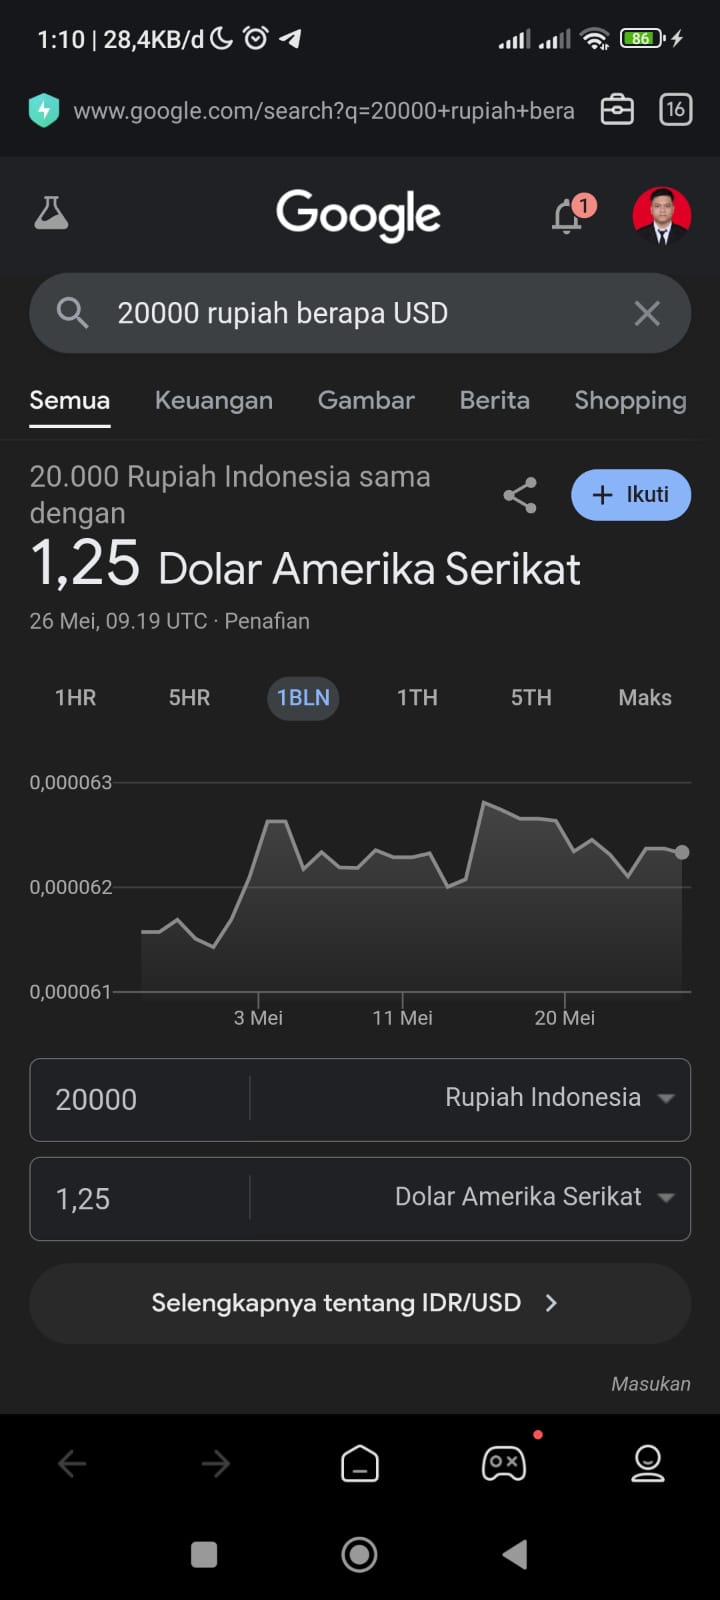 1:10 | 28,4KB/d
86
www.google.com/search?q=20000+rupiah+bera
16
Google
1
20000 rupiah berapa USD
Semua Keuangan Gambar Berita Shopping
20.000 Rupiah Indonesia sama
dengan
+ Ikuti
1,25 Dolar Amerika Serikat
26 Mei, 09.19 UTC · Penafian
1HR 5HR 1BLN 1TH 5TH Maks
0,000063
0,000062
0,000061
3 Mei 11 Mei 20 Mei
20000 Rupiah Indonesia
1,25 Dolar Amerika Serikat
Selengkapnya tentang IDR/USD
Masukan